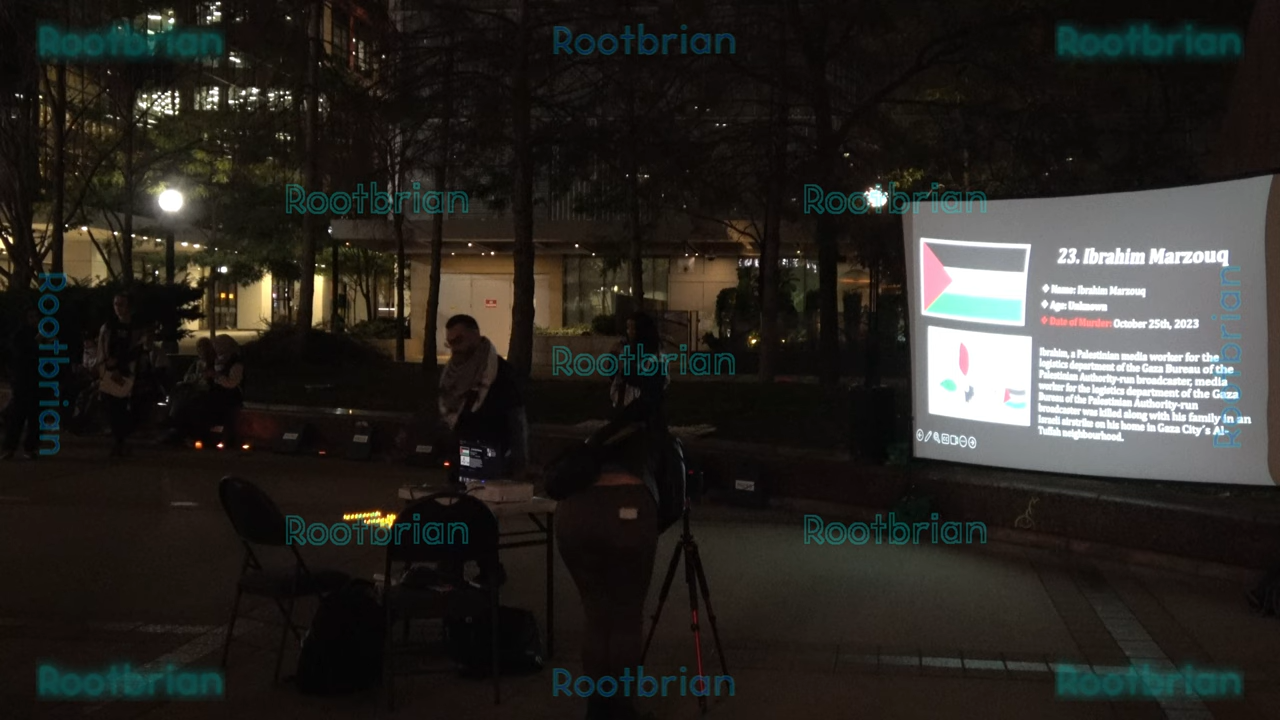 Rootbrian
Rootbrian
Rootbrian
Rootbrian
Rootbrian
23. Ibrahim Marzouq
❖ Name: Ibrahim Marzouq
❖ Age: Unknown
❖ Date of Murder: October 25th, 2023
Ibrahim, a Palestinian media worker for the
logistics department of the Gaza Bureau of the
Palestinian Authority-run broadcaster, media
worker for the logistics department of the Gaza
Bureau of the Palestinian Authority-run
broadcaster was killed along with his family in an
Israeli airstrike on his home in Gaza City's Al-
Tuffah neighbourhood.
Rootbrian
Rootbrian
Rootbrian
Rootbrian
Rootbrian
Rootbrian
Rootbrian
Rootbrian